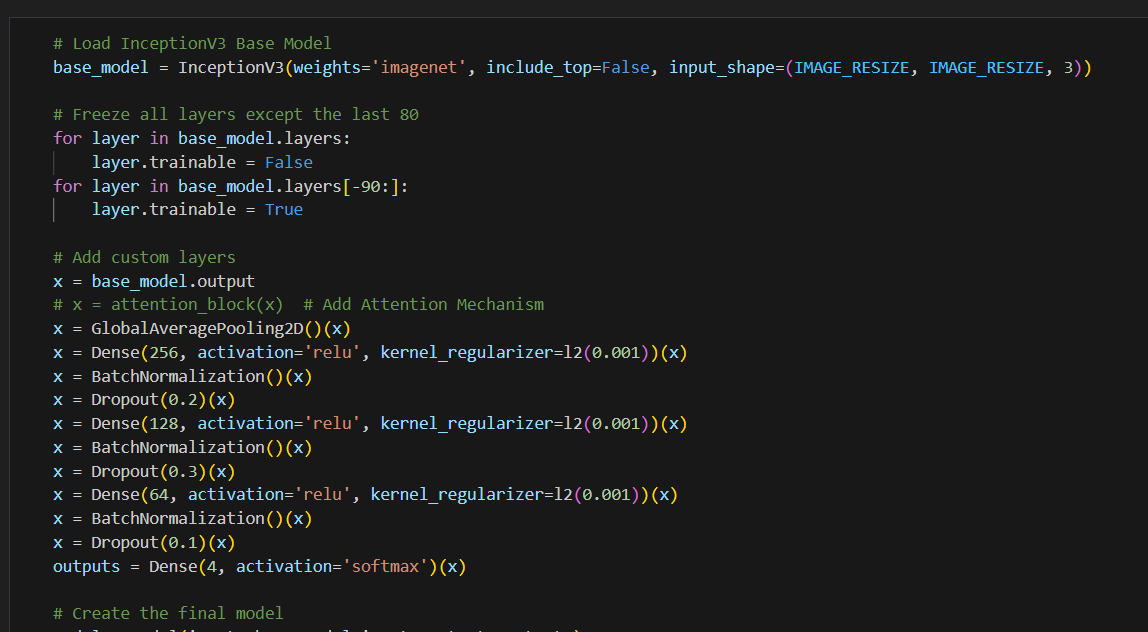 # Load InceptionV3 Base Model
base_model = InceptionV3(weights='imagenet', include_top=False, input_shape=(IMAGE_RESIZE, IMAGE_RESIZE, 3))
# Freeze all layers except the last 80
for layer in base_model.layers:
layer.trainable = False
for layer in base_model.layers[-90:]:
layer.trainable = True
# Add custom layers
x = base_model.output
# x = attention_block(x)  # Add Attention Mechanism
x = GlobalAveragePooling2D()(x)
x = Dense(256, activation='relu', kernel_regularizer=l2(0.001))(x)
x = BatchNormalization()(x)
x = Dropout(0.2)(x)
x = Dense(128, activation='relu', kernel_regularizer=l2(0.001))(x)
x = BatchNormalization()(x)
x = Dropout(0.3)(x)
x = Dense(64, activation='relu', kernel_regularizer=l2(0.001))(x)
x = BatchNormalization()(x)
x = Dropout(0.1)(x)
outputs = Dense(4, activation='softmax')(x)
# Create the final model